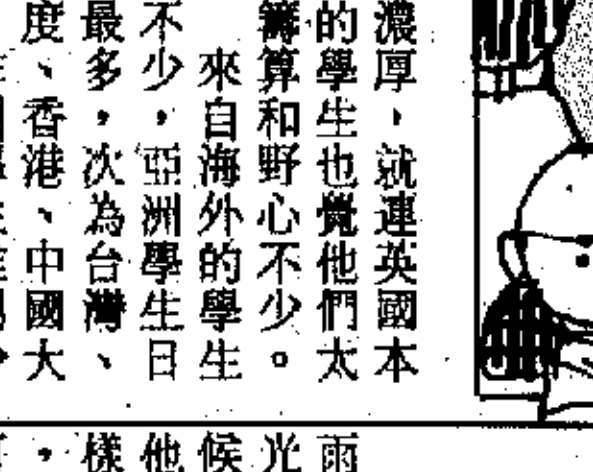 濃厚，就連英國本
的學生也覺他們太
籌算和野心不少。
來自海外的學生
不少，亞洲學生日
最多，次為台灣、
度、香港、中國大
雨
光
候
他
樣
，